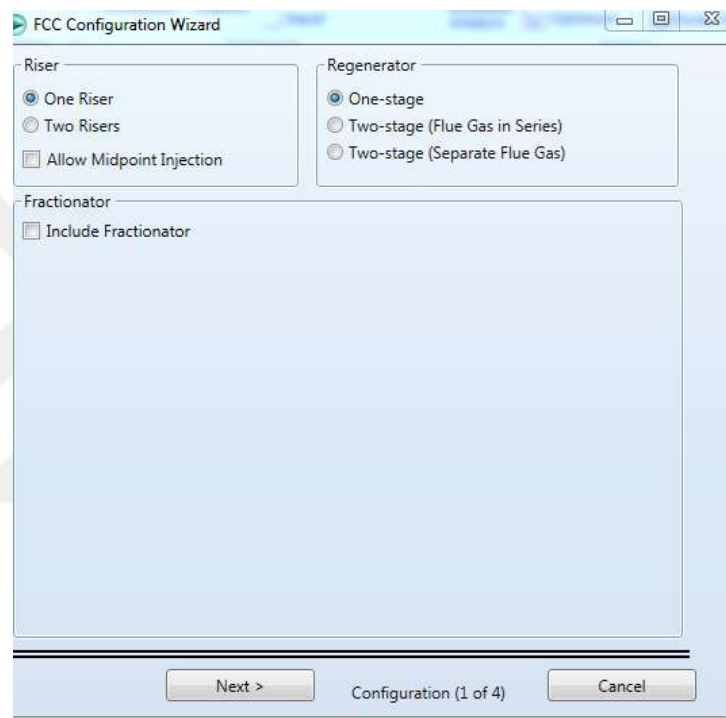 FCC Configuration Wizard
Riser
One Riser
Two Risers
Allow Midpoint Injection
Regenerator
One-stage
Two-stage (Flue Gas in Series)
Two-stage (Separate Flue Gas)
Fractionator
Include Fractionator
Next >
Configuration (1 of 4)
Cancel